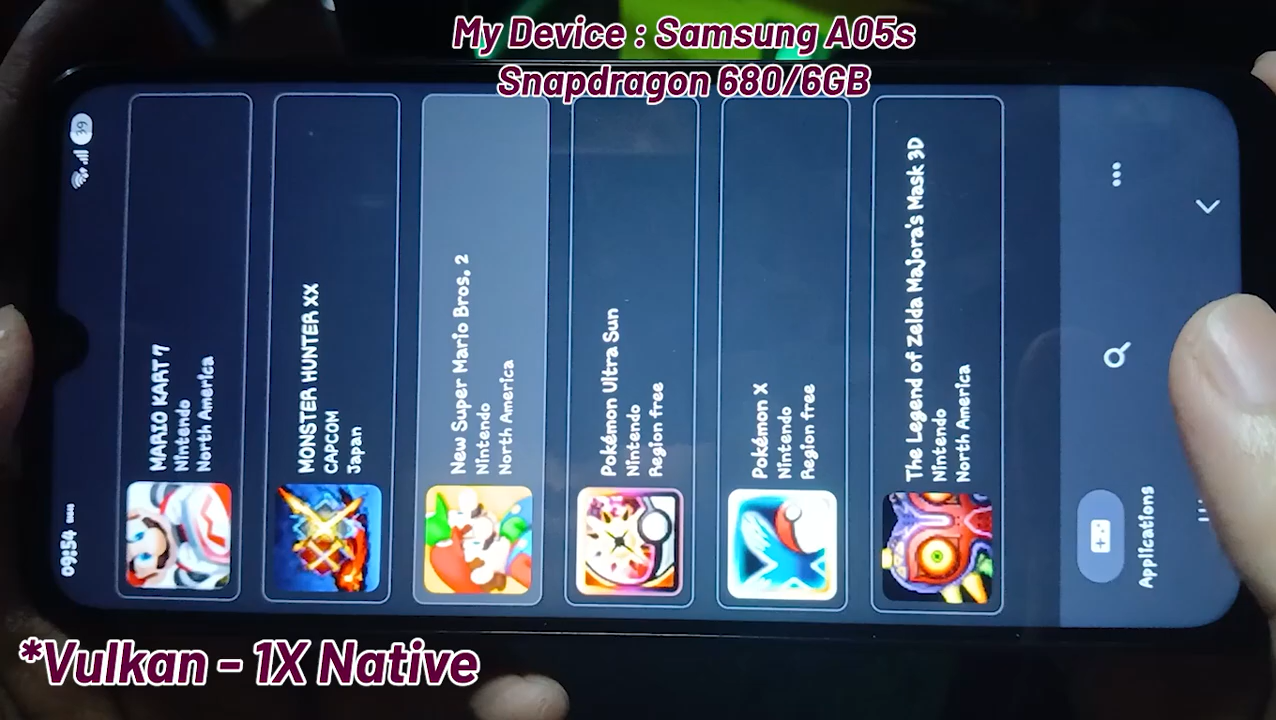 My Device : Samsung A05s
Snapdragon 680/6GB
09:54
39
MARIO KART 7
Nintendo
North America
MONSTER HUNTER XX
CAPCOM
Japan
New Super Mario Bros. 2
Nintendo
North America
Pokémon Ultra Sun
Nintendo
Region free
Pokémon X
Nintendo
Region free
The Legend of Zelda Majora's Mask 3D
Nintendo
North America
Applications
*Vulkan - 1X Native